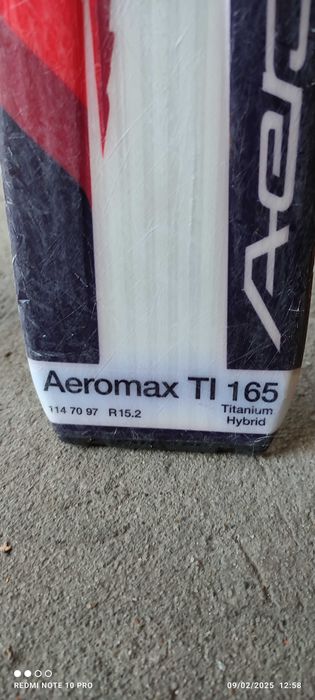 Aer
Aeromax TI 165
114 70 97 R15.2
Titanium
Hybrid
REDMI NOTE 10 PRO
09/02/2025 12:58